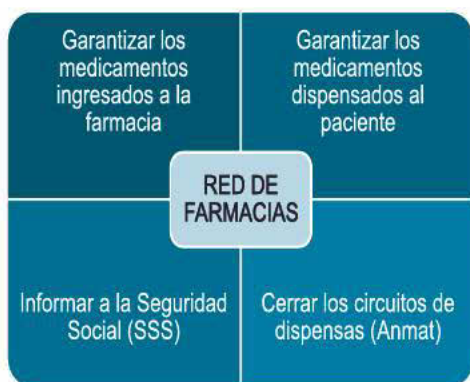 Garantizar los
medicamentos
ingresados a la
farmacia
Garantizar los
medicamentos
dispensados al
paciente
RED DE
FARMACIAS
Informar a la Seguridad
Social (SSS)
Cerrar los circuitos de
dispensas (Anmat)